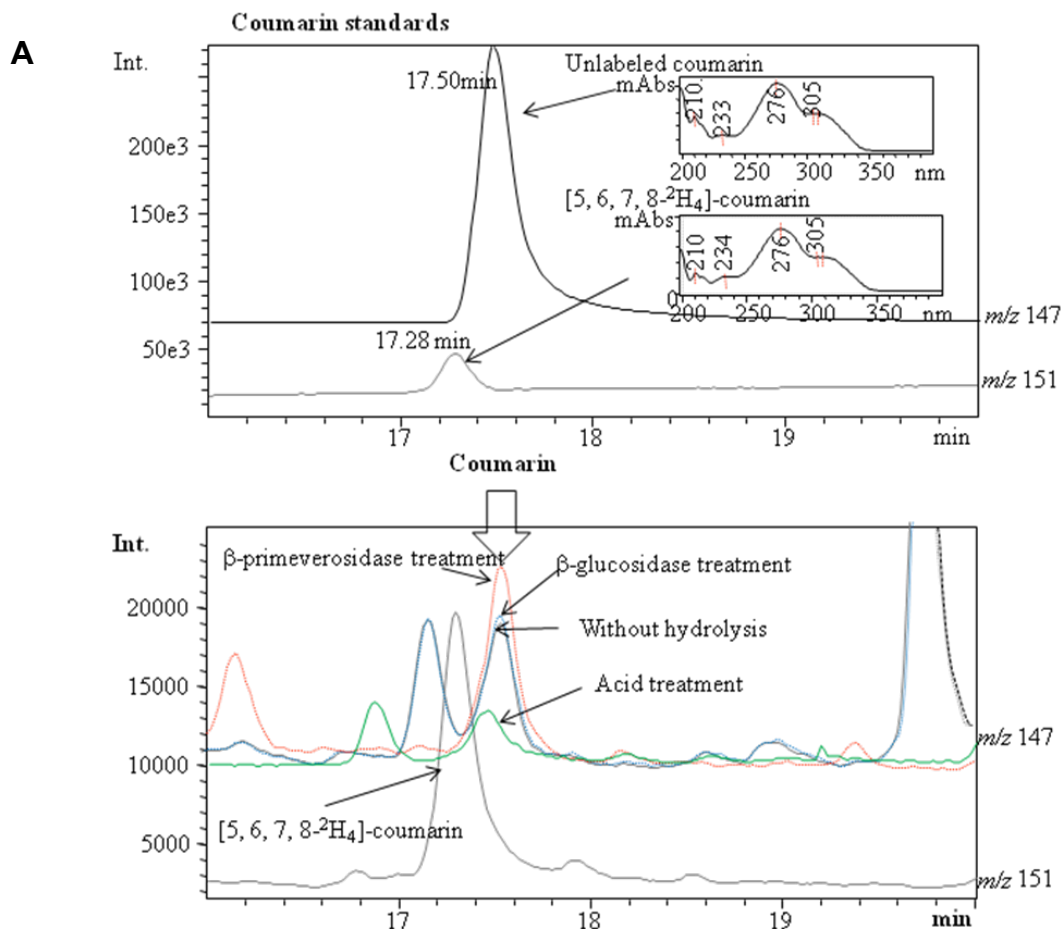 A
Coumarin standards
Int.
17.50min
Unlabeled coumarin
mAbs
210
233
276
305
200 250 300 350 nm
[5, 6, 7, 8-²H₄]-coumarin
mAbs
210
234
276
305
0
200 250 300 350 nm
200e3
150e3
100e3
50e3
17.28 min
m/z 147
m/z 151
17 18 19 min
Coumarin
Int.
β-primeverosidase treatment
β-glucosidase treatment
Without hydrolysis
Acid treatment
20000
15000
10000
5000
[5, 6, 7, 8-²H₄]-coumarin
m/z 147
m/z 151
17 18 19 min